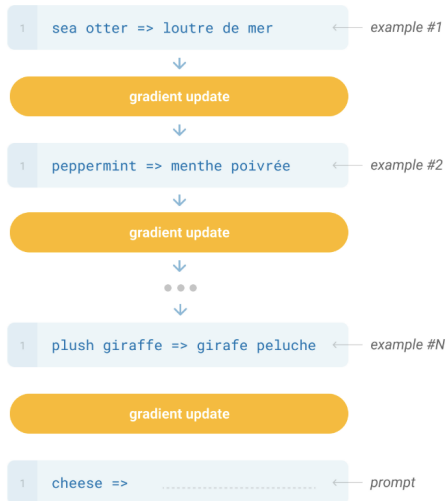 1 sea otter => loutre de mer example #1
gradient update
1 peppermint => menthe poivrée example #2
gradient update
1 plush giraffe => girafe peluche example #N
gradient update
1 cheese => prompt